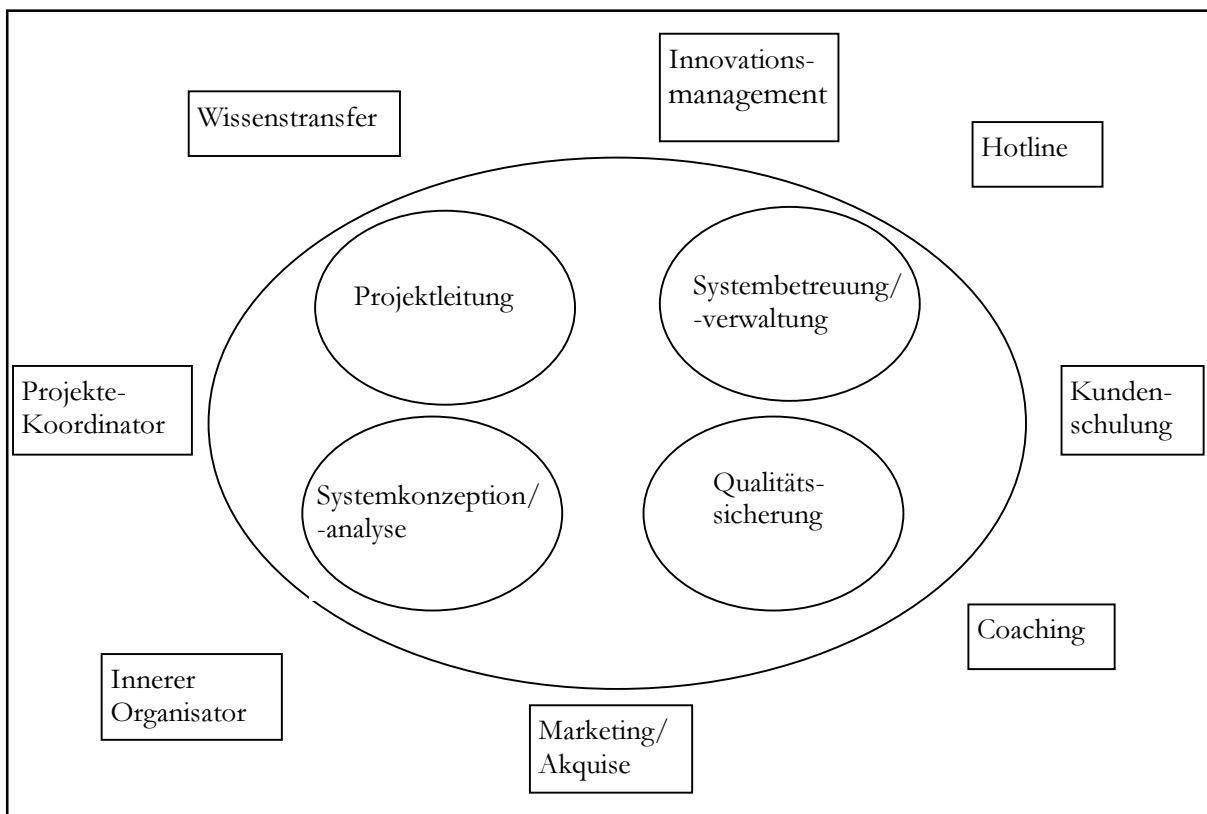 Innovations-
management
Wissenstransfer
Hotline
Projektleitung
Systembetreuung/
-verwaltung
Projekte-
Koordinator
Kunden-
schulung
Systemkonzeption/
-analyse
Qualitäts-
sicherung
Coaching
Innerer
Organisator
Marketing/
Akquise